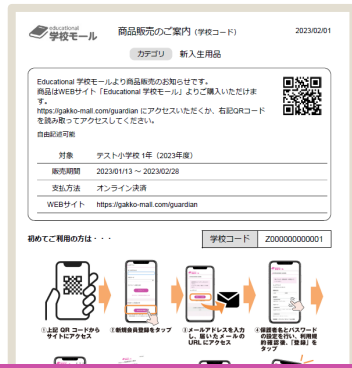 educational
学校モール
商品販売のご案内 (学校コード)
2023/02/01
カテゴリ 新入生用品
Educational 学校モールより商品販売のお知らせです。
商品はWEBサイト「Educational 学校モール」よりご購入いただけま
す。
https://gakko-mall.com/guardian にアクセスいただくか、右記QRコード
を読み取ってアクセスしてください。
自由記述可能
対象 テスト小学校 1年（2023年度）
販売期間 2023/01/13 ～ 2023/02/28
支払方法 オンライン決済
WEBサイト https://gakko-mall.com/guardian
初めてご利用の方は・・・
学校コード Z000000000001
①上記 QR コードから
サイトにアクセス
②新規会員登録をタップ
③メールアドレスを入力
し、届いたメールの
URL にアクセス
④保護者名とパスワード
の設定を行い、利用規
約確認後、「登録」を
タップ